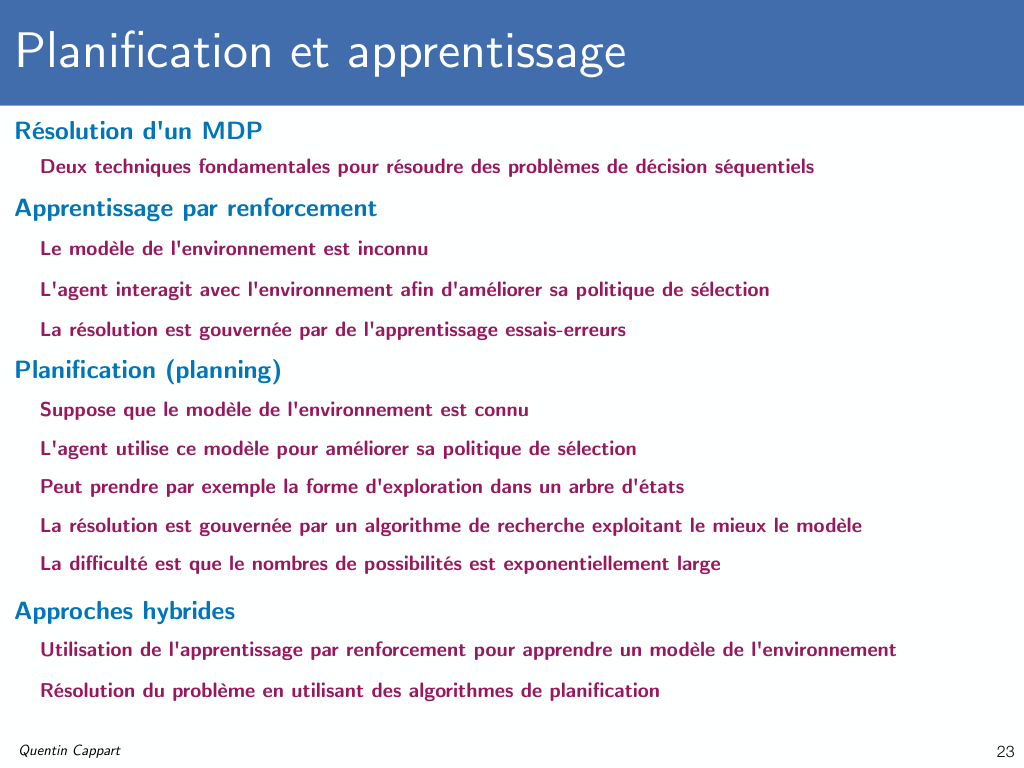 Planification et apprentissage
Résolution d'un MDP
Deux techniques fondamentales pour résoudre des problèmes de décision séquentiels
Apprentissage par renforcement
Le modèle de l'environnement est inconnu
L'agent interagit avec l'environnement afin d'améliorer sa politique de sélection
La résolution est gouvernée par de l'apprentissage essais-erreurs
Planification (planning)
Suppose que le modèle de l'environnement est connu
L'agent utilise ce modèle pour améliorer sa politique de sélection
Peut prendre par exemple la forme d'exploration dans un arbre d'états
La résolution est gouvernée par un algorithme de recherche exploitant le mieux le modèle
La difficulté est que le nombres de possibilités est exponentiellement large
Approches hybrides
Utilisation de l'apprentissage par renforcement pour apprendre un modèle de l'environnement
Résolution du problème en utilisant des algorithmes de planification
Quentin Cappart
23